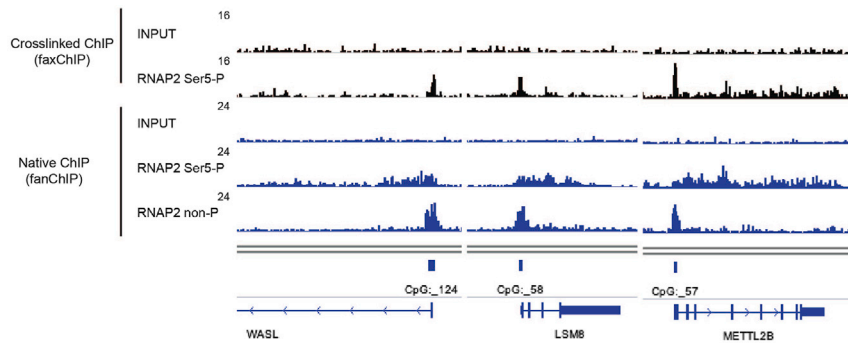 16
INPUT
16
Crosslinked ChIP
(faxChIP)
RNAP2 Ser5-P
24
INPUT
24
Native ChIP
(fanChIP)
RNAP2 Ser5-P
24
RNAP2 non-P
CpG:_124 CpG:_58 CpG:_57
WASL LSM8 METTL2B